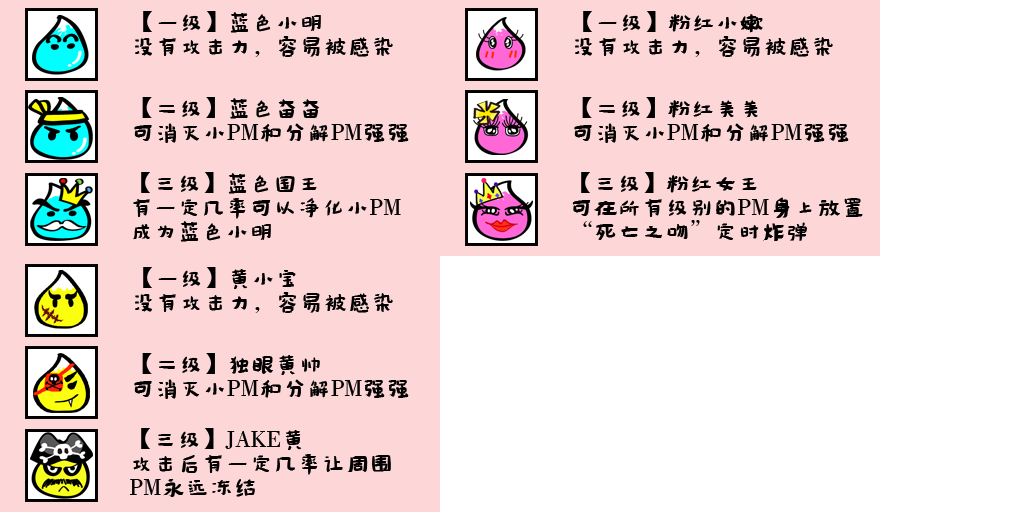 【一级】蓝色小明
没有攻击力，容易被感染
【二级】蓝色奋奋
可消灭小PM和分解PM强强
【三级】蓝色国王
有一定几率可以净化小PM
成为蓝色小明
【一级】粉红小嫩
没有攻击力，容易被感染
【二级】粉红美美
可消灭小PM和分解PM强强
【三级】粉红女王
可在所有级别的PM身上放置
“死亡之吻”定时炸弹
【一级】黄小宝
没有攻击力，容易被感染
【二级】独眼黄帅
可消灭小PM和分解PM强强
【三级】JAKE黄
攻击后有一定几率让周围
PM永远冻结